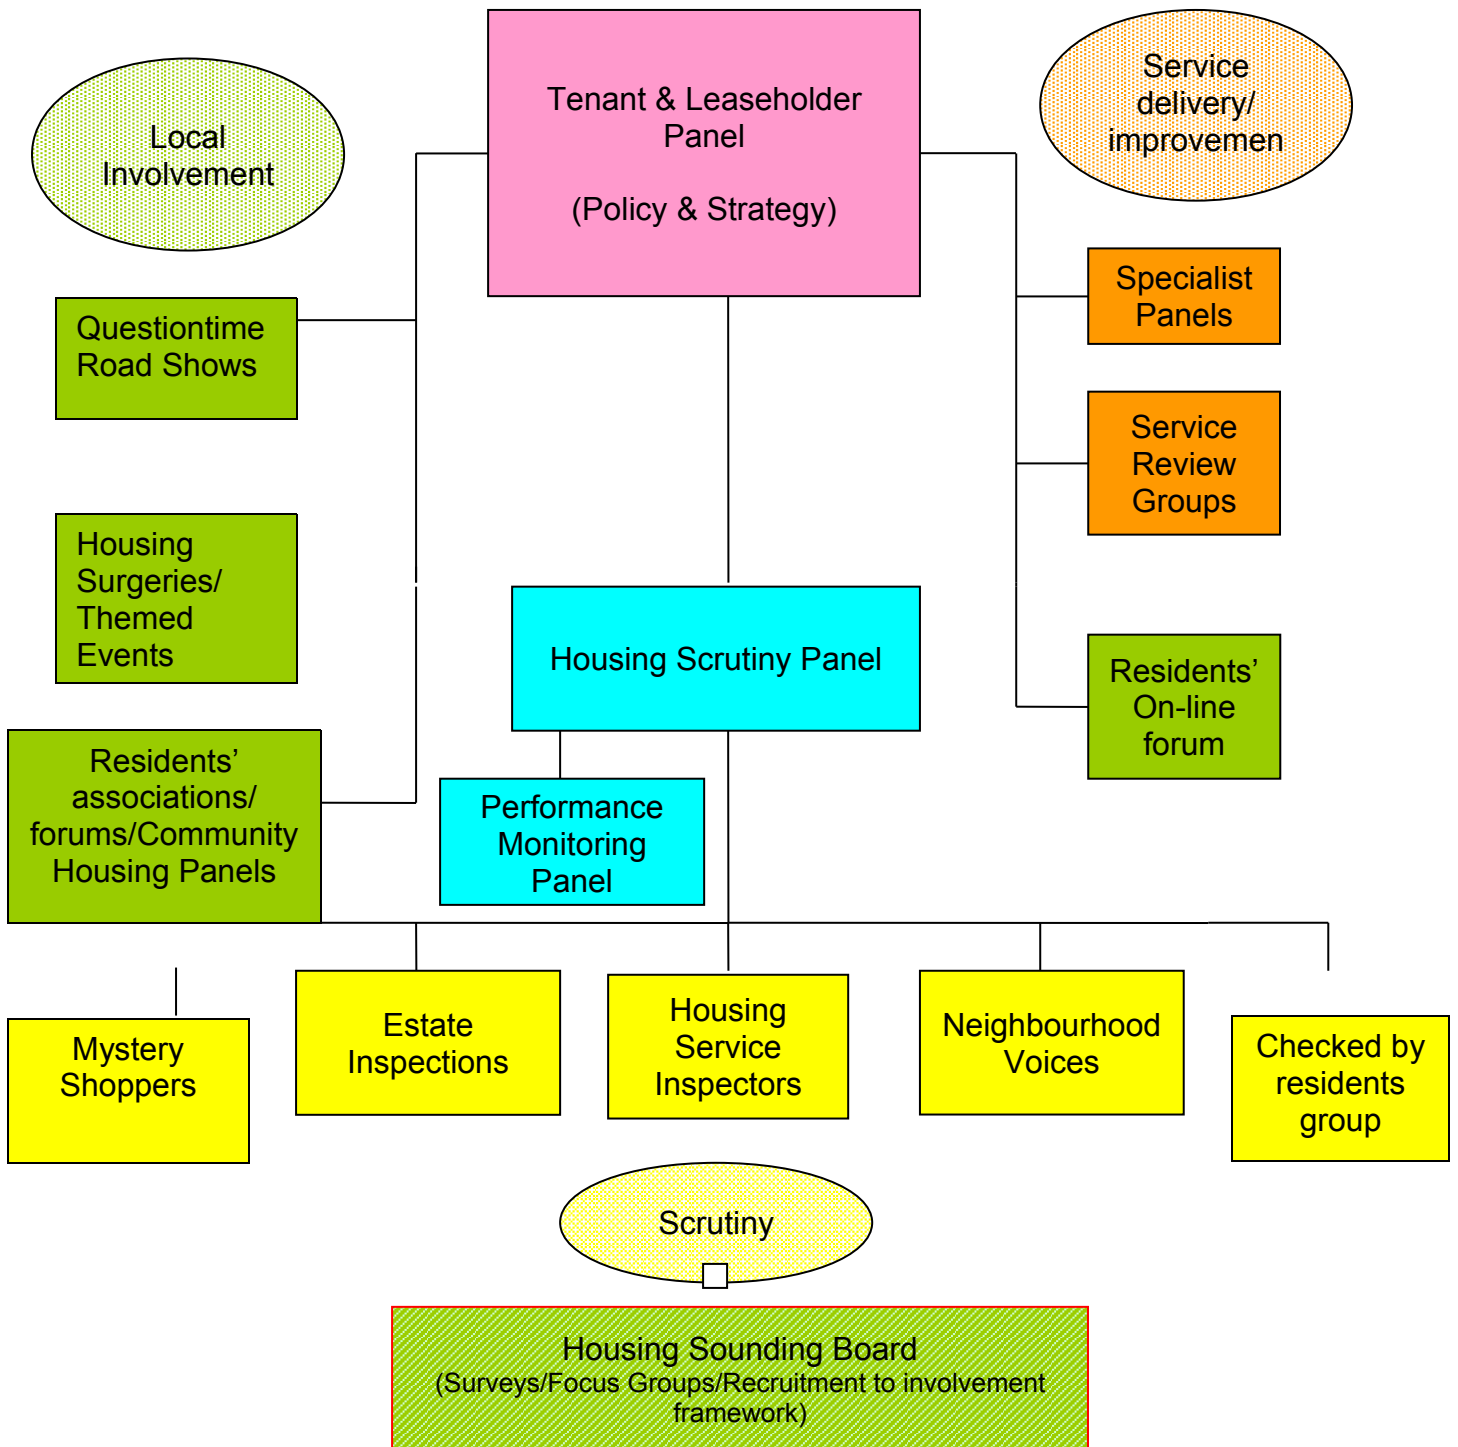 Tenant & Leaseholder
Panel
(Policy & Strategy)
Local
Involvement
Service
delivery/
improvemen
Questiontime
Road Shows
Specialist
Panels
Service
Review
Groups
Housing
Surgeries/
Themed
Events
Housing Scrutiny Panel
Residents’
On-line
forum
Residents’
associations/
forums/Community
Housing Panels
Performance
Monitoring
Panel
Mystery
Shoppers
Estate
Inspections
Housing
Service
Inspectors
Neighbourhood
Voices
Checked by
residents
group
Scrutiny
Housing Sounding Board
(Surveys/Focus Groups/Recruitment to involvement
framework)